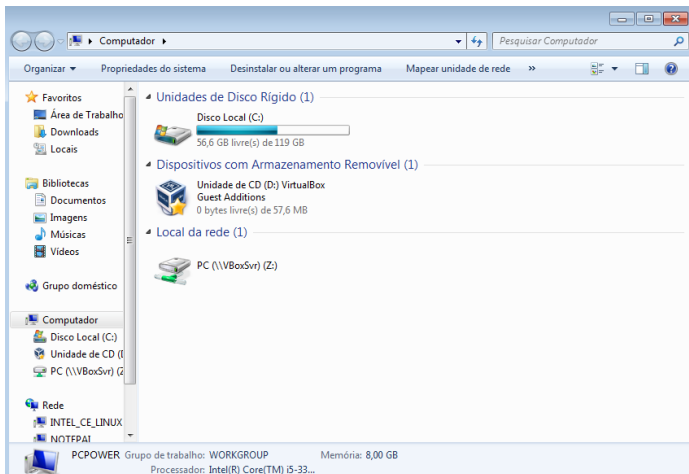 Computador
Pesquisar Computador
Organizar
Propriedades do sistema
Desinstalar ou alterar um programa
Mapear unidade de rede
»
Favoritos
Área de Trabalho
Downloads
Locais
Bibliotecas
Documentos
Imagens
Músicas
Vídeos
Grupo doméstico
Computador
Disco Local (C:)
Unidade de CD (
PC (\\VBoxSvr) (Z
Rede
INTEL_CE_LINUX
NOTEPAI
Unidades de Disco Rígido (1)
Disco Local (C:)
56,6 GB livre(s) de 119 GB
Dispositivos com Armazenamento Removível (1)
Unidade de CD (D:) VirtualBox
Guest Additions
0 bytes livre(s) de 57,6 MB
Local da rede (1)
PC (\\VBoxSvr) (Z:)
PCPOWER Grupo de trabalho: WORKGROUP Memória: 8,00 GB
Processador: Intel(R) Core(TM) i5-33...